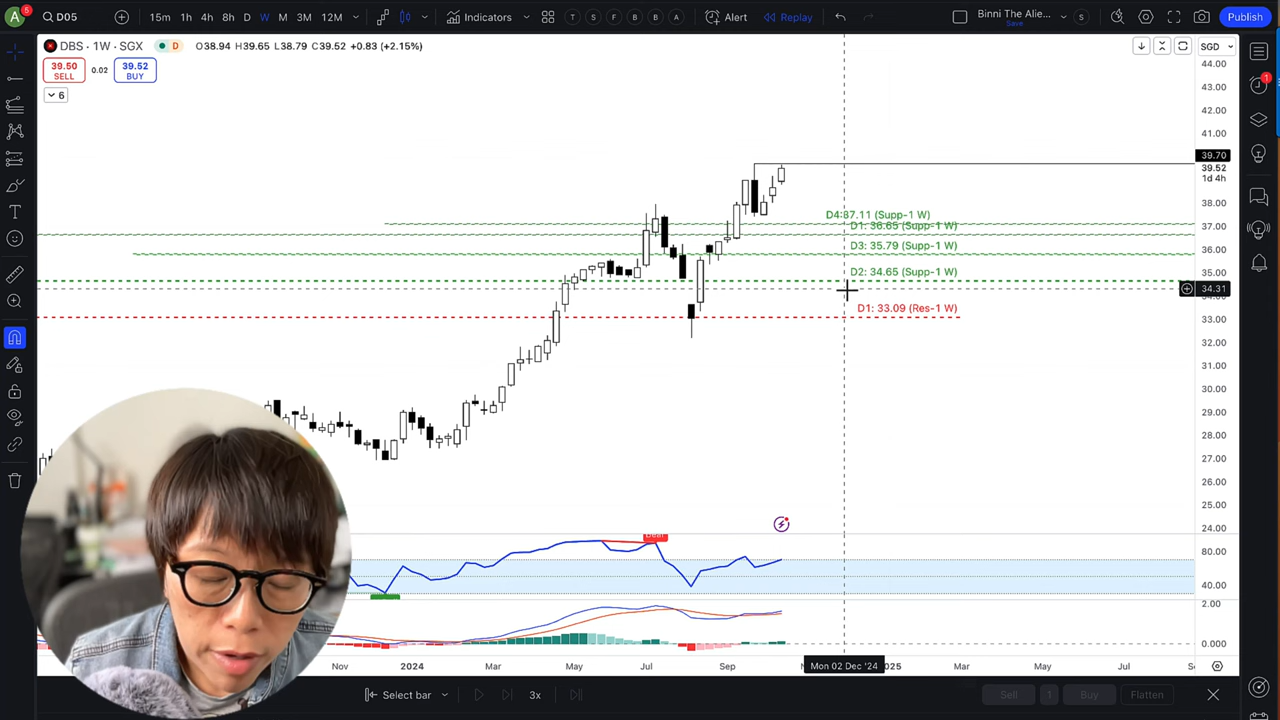 A 5 D05 15m 1h 4h 8h D W M 3M 12M Indicators T S F B B A Alert Replay Binni The Alie... S Publish
Save
DBS · 1W · SGX D O38.94 H39.65 L38.79 C39.52 +0.83 (+2.15%)
SGD
39.50 SELL
0.02
39.52 BUY
6
44.00
43.00
42.00
41.00
39.70
39.52
1d 4h
38.00
37.00
36.00
35.00
34.31
34.00
33.00
32.00
31.00
30.00
29.00
28.00
27.00
26.00
25.00
24.00
D4:37.11 (Supp-1 W)
D1: 36.65 (Supp-1 W)
D3: 35.79 (Supp-1 W)
D2: 34.65 (Supp-1 W)
D1: 33.09 (Res-1 W)
Bear
80.00
40.00
2.00
0.000
Nov 2024 Mar May Jul Sep Mon 02 Dec '24 2025 Mar May Jul
1
Select bar 3x Sell 1 Buy Flatten